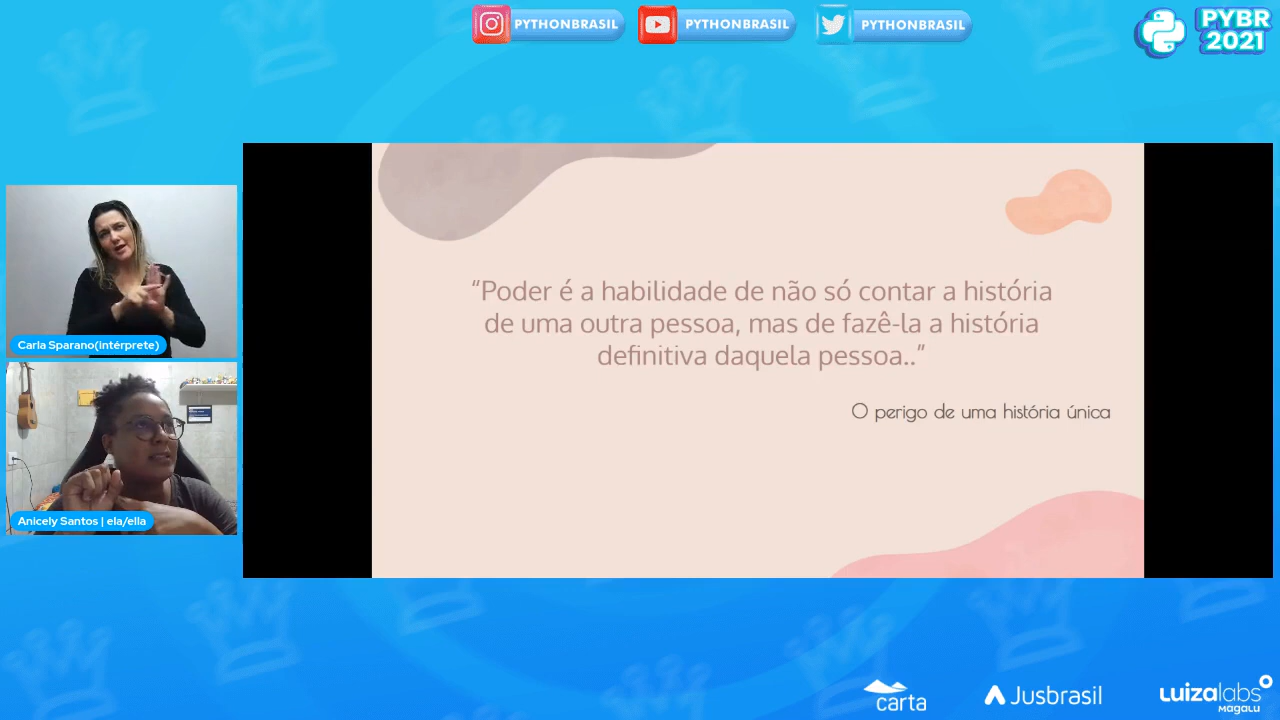 PYTHONBRASIL
PYTHONBRASIL
PYTHONBRASIL
PYBR
2021
“Poder é a habilidade de não só contar a história
de uma outra pessoa, mas de fazê-la a história
definitiva daquela pessoa..”
O perigo de uma história única
Carla Sparano(intérprete)
Anicely Santos | ela/ella
carta
Jusbrasil
Luizalabs
MAGALU